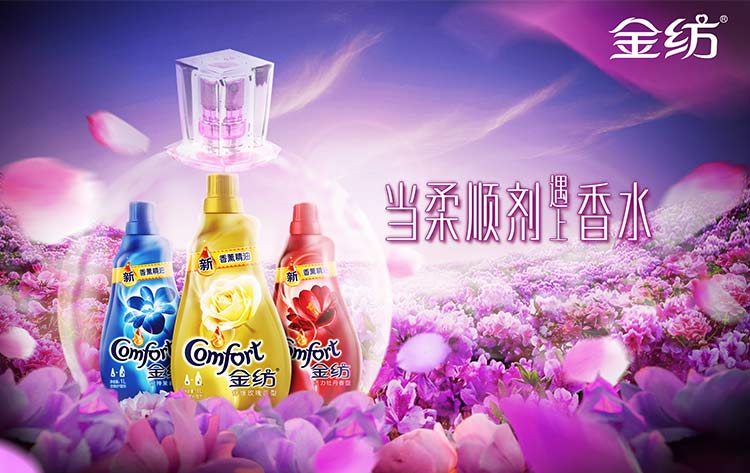 金纺®
当柔顺剂遇上香水
新 香薰精油
Comfort
金纺
1L
新 香薰精油
Comfort
金纺
新 香薰精油
Comfort
金纺